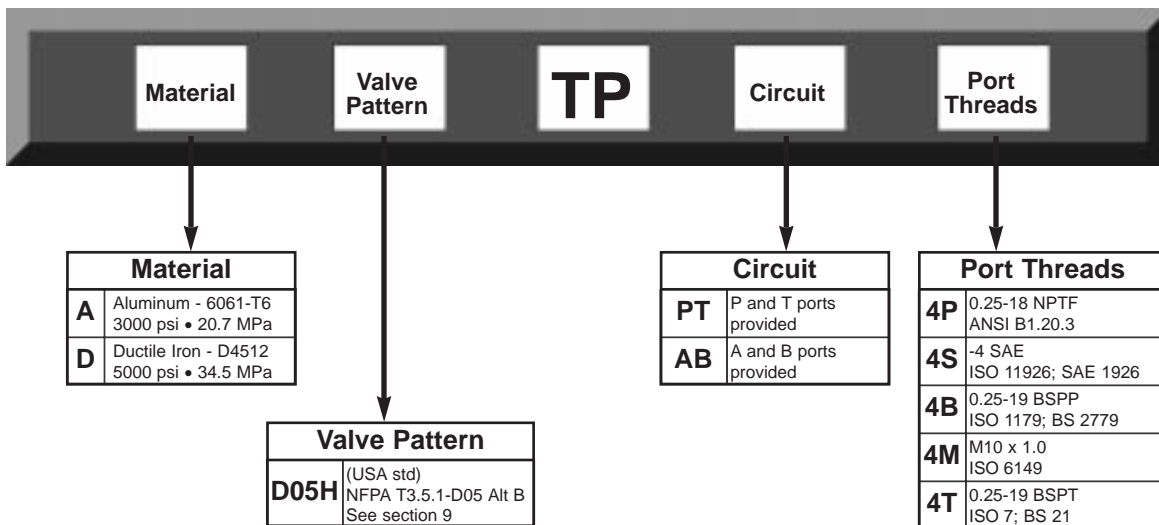 Material
Valve
Pattern
TP
Circuit
Port
Threads
Material
A
Aluminum - 6061-T6
3000 psi • 20.7 MPa
D
Ductile Iron - D4512
5000 psi • 34.5 MPa
Valve Pattern
D05H
(USA std)
NFPA T3.5.1-D05 Alt B
See section 9
Circuit
PT
P and T ports
provided
AB
A and B ports
provided
Port Threads
4P
0.25-18 NPTF
ANSI B1.20.3
4S
-4 SAE
ISO 11926; SAE 1926
4B
0.25-19 BSPP
ISO 1179; BS 2779
4M
M10 x 1.0
ISO 6149
4T
0.25-19 BSPT
ISO 7; BS 21